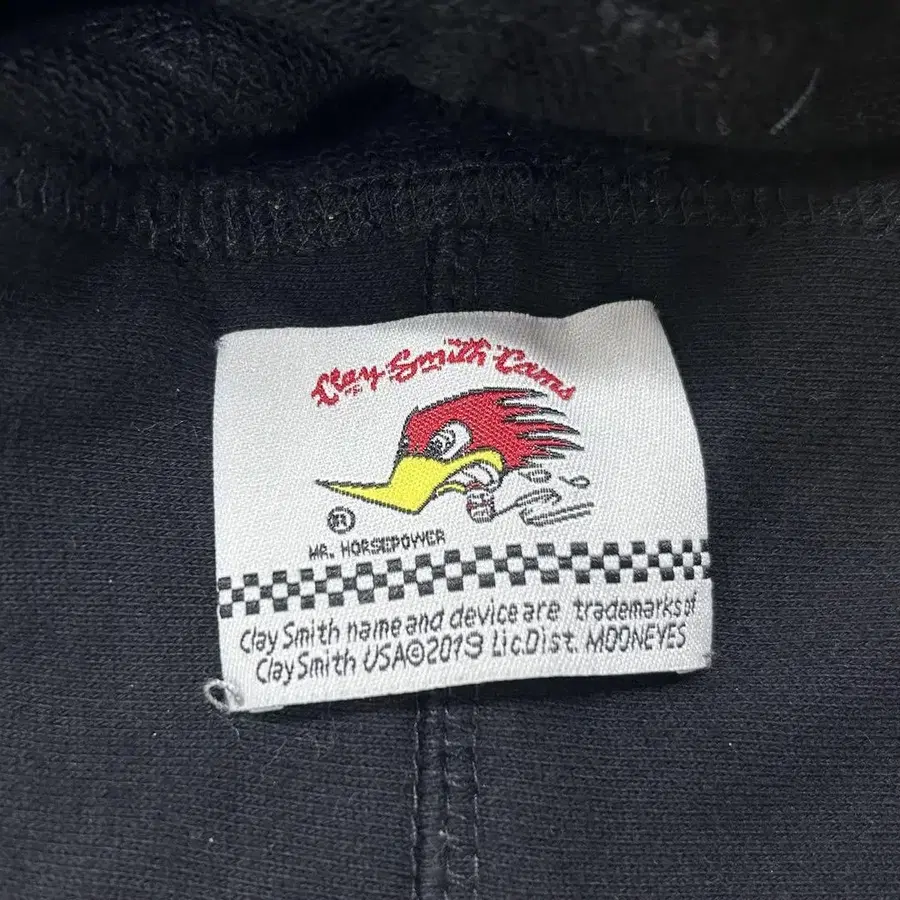 Clay Smith Cams
®
MR. HORSEPOWER
Clay Smith name and device are trademarks of
Clay Smith USA©2019 Lic.Dist. MOONEYES